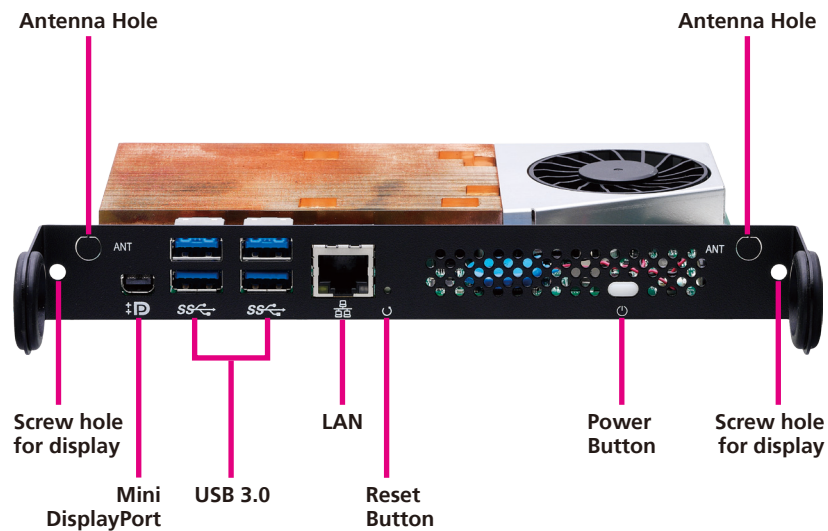 Antenna Hole
Antenna Hole
ANT
ANT
SS
SS
Screw hole
for display
LAN
Power
Button
Screw hole
for display
Mini
DisplayPort
USB 3.0
Reset
Button